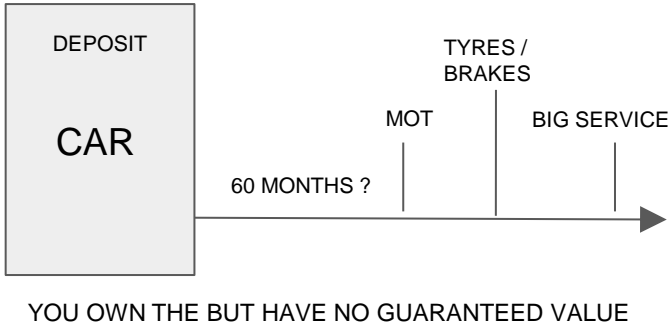 DEPOSIT
CAR
60 MONTHS ?
MOT
TYRES /
BRAKES
BIG SERVICE
YOU OWN THE BUT HAVE NO GUARANTEED VALUE